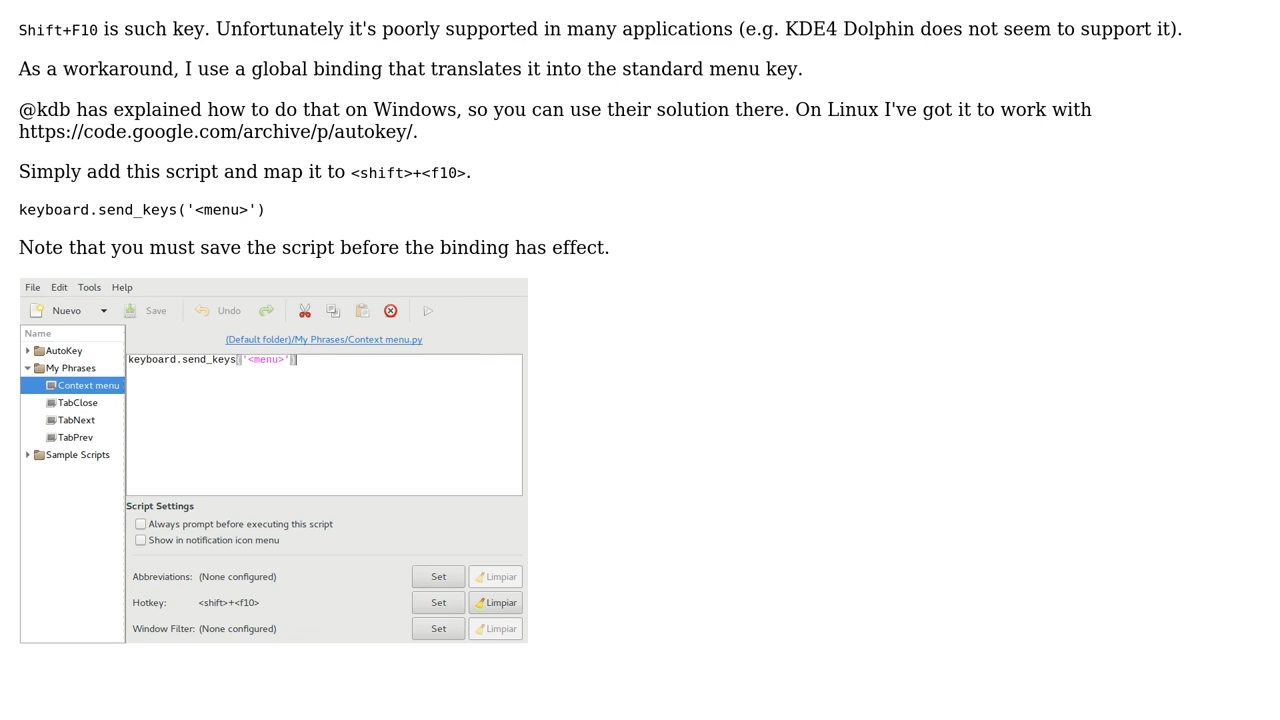 Shift+F10 is such key. Unfortunately it's poorly supported in many applications (e.g. KDE4 Dolphin does not seem to support it).
As a workaround, I use a global binding that translates it into the standard menu key.
@kdb has explained how to do that on Windows, so you can use their solution there. On Linux I've got it to work with
https://code.google.com/archive/p/autokey/.
Simply add this script and map it to <shift>+<f10>.
keyboard.send_keys('<menu>')
Note that you must save the script before the binding has effect.
File Edit Tools Help
Nuevo Save Undo
Name
(Default folder)/My Phrases/Context menu.py
AutoKey
keyboard.send_keys('<menu>')
My Phrases
Context menu
TabClose
TabNext
TabPrev
Sample Scripts
Script Settings
Always prompt before executing this script
Show in notification icon menu
Abbreviations: (None configured) Set Limpiar
Hotkey: <shift>+<f10> Set Limpiar
Window Filter: (None configured) Set Limpiar